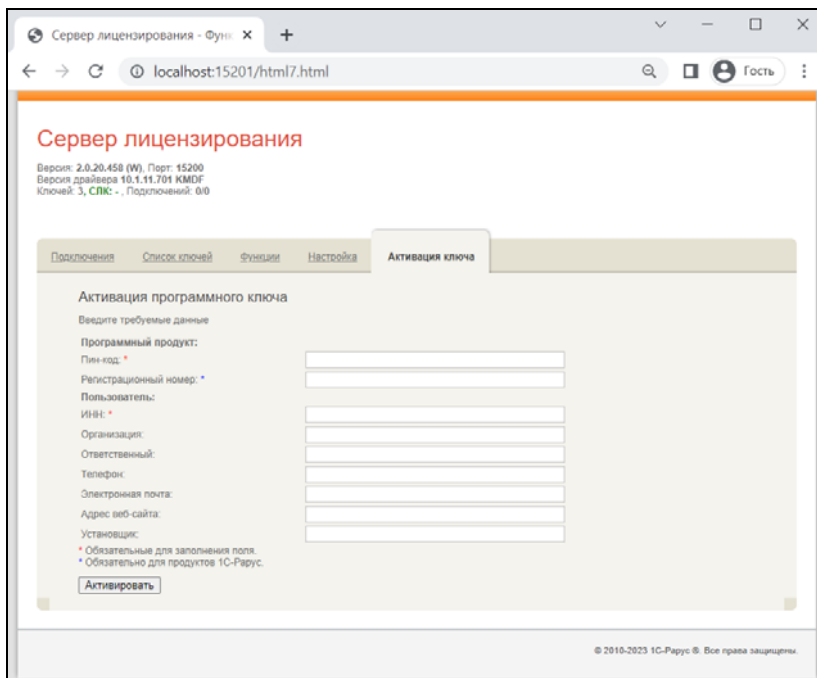 Сервер лицензирования - Функ
localhost:15201/html7.html
Гость
Сервер лицензирования
Версия: 2.0.20.458 (W), Порт: 15200
Версия драйвера 10.1.11.701 KMDF
Ключей: 3, СЛК: - , Подключений: 0/0
Подключения Список ключей Функции Настройка Активация ключа
Активация программного ключа
Введите требуемые данные
Программный продукт:
Пин-код: *
Регистрационный номер: *
Пользователь:
ИНН: *
Организация:
Ответственный:
Телефон:
Электронная почта:
Адрес веб-сайта:
Установщик:
* Обязательные для заполнения поля.
* Обязательно для продуктов 1С-Рарус.
Активировать
© 2010-2023 1С-Рарус ®. Все права защищены.